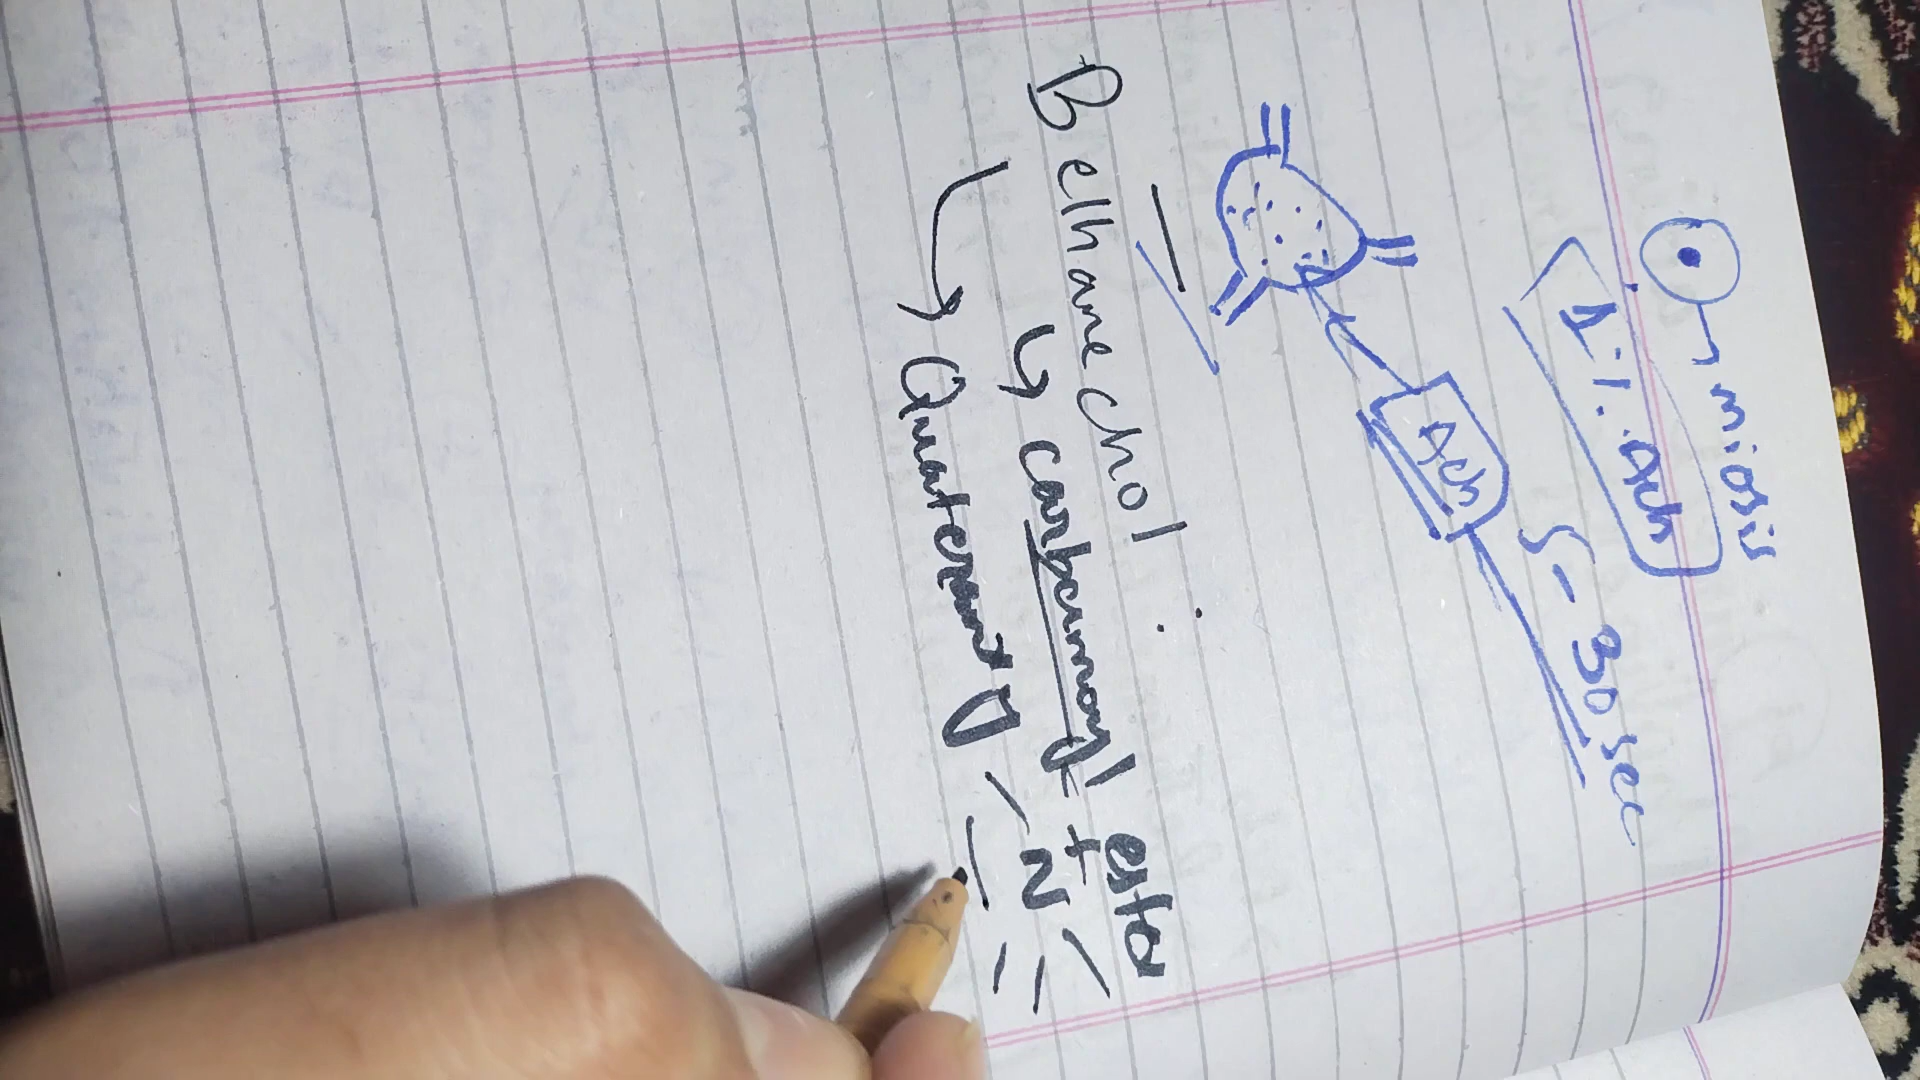 miosis
1%. Ach
5-30 sec
Ach
Bethanechol :
↳ carbamoyl ester
↳ Quaternary N+